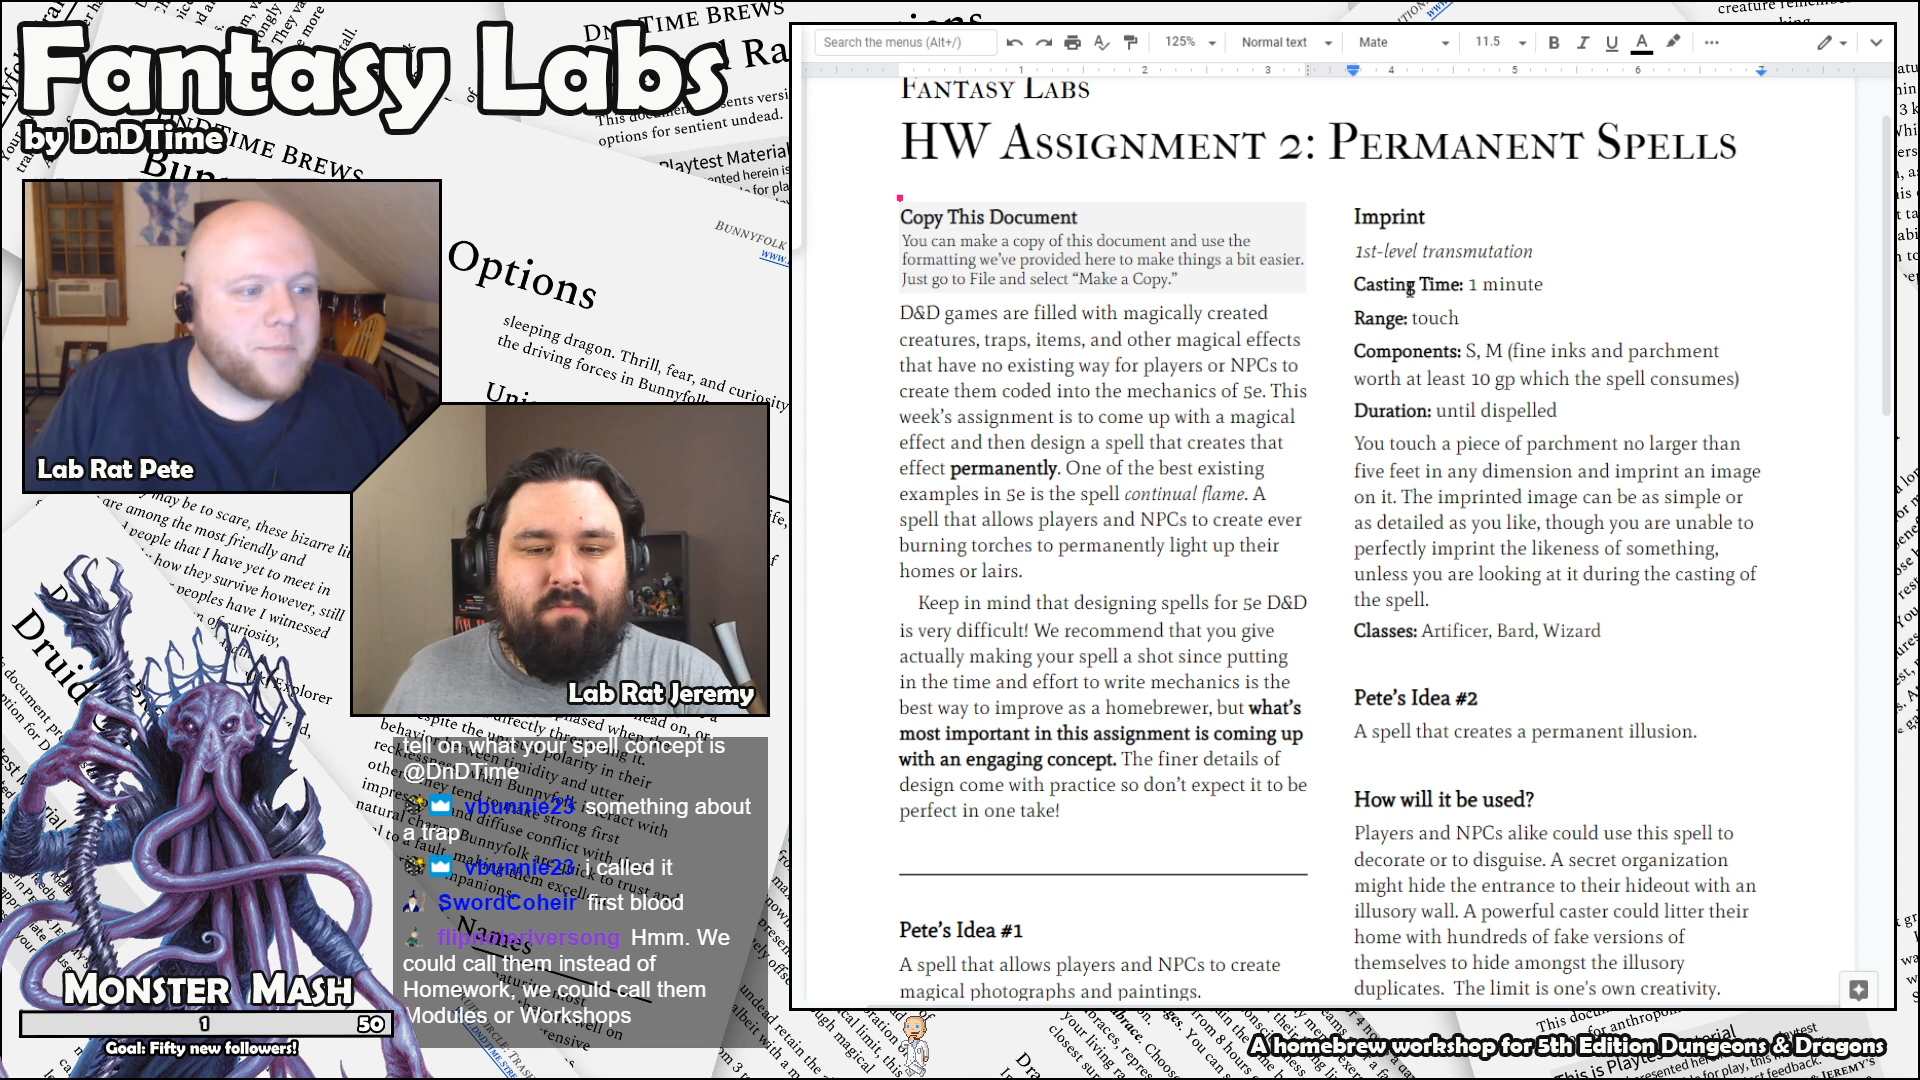 Fantasy Labs
by DnDTime
DnDTime Brews
Options
sleeping dragon. Thrill, fear, and curiosity
the driving forces in Bunnyfolk
Lab Rat Pete
Lab Rat Jeremy
tell on what your spell concept is
@DnDTime
vbunnie23 something about
a trap
vbunnie23 i called it
SwordCoheir first blood
flipnoteriversong Hmm. We
could call them instead of
Homework, we could call them
Modules or Workshops
Names
Monster Mash
1
50
Goal: Fifty new followers!
Search the menus (Alt+/)
125%
Normal text
Mate
11.5
B I U A
1 2 3 4 5 6 7
Fantasy Labs
HW Assignment 2: Permanent Spells
Copy This Document
You can make a copy of this document and use the
formatting we've provided here to make things a bit easier.
Just go to File and select “Make a Copy.”
D&D games are filled with magically created
creatures, traps, items, and other magical effects
that have no existing way for players or NPCs to
create them coded into the mechanics of 5e. This
week's assignment is to come up with a magical
effect and then design a spell that creates that
effect permanently. One of the best existing
examples in 5e is the spell continual flame. A
spell that allows players and NPCs to create ever
burning torches to permanently light up their
homes or lairs.
Keep in mind that designing spells for 5e D&D
is very difficult! We recommend that you give
actually making your spell a shot since putting
in the time and effort to write mechanics is the
best way to improve as a homebrewer, but what's
most important in this assignment is coming up
with an engaging concept. The finer details of
design come with practice so don't expect it to be
perfect in one take!
Pete's Idea #1
A spell that allows players and NPCs to create
magical photographs and paintings.
Imprint
1st-level transmutation
Casting Time: 1 minute
Range: touch
Components: S, M (fine inks and parchment
worth at least 10 gp which the spell consumes)
Duration: until dispelled
You touch a piece of parchment no larger than
five feet in any dimension and imprint an image
on it. The imprinted image can be as simple or
as detailed as you like, though you are unable to
perfectly imprint the likeness of something,
unless you are looking at it during the casting of
the spell.
Classes: Artificer, Bard, Wizard
Pete's Idea #2
A spell that creates a permanent illusion.
How will it be used?
Players and NPCs alike could use this spell to
decorate or to disguise. A secret organization
might hide the entrance to their hideout with an
illusory wall. A powerful caster could litter their
home with hundreds of fake versions of
themselves to hide amongst the illusory
duplicates. The limit is one's own creativity.
A homebrew workshop for 5th Edition Dungeons & Dragons